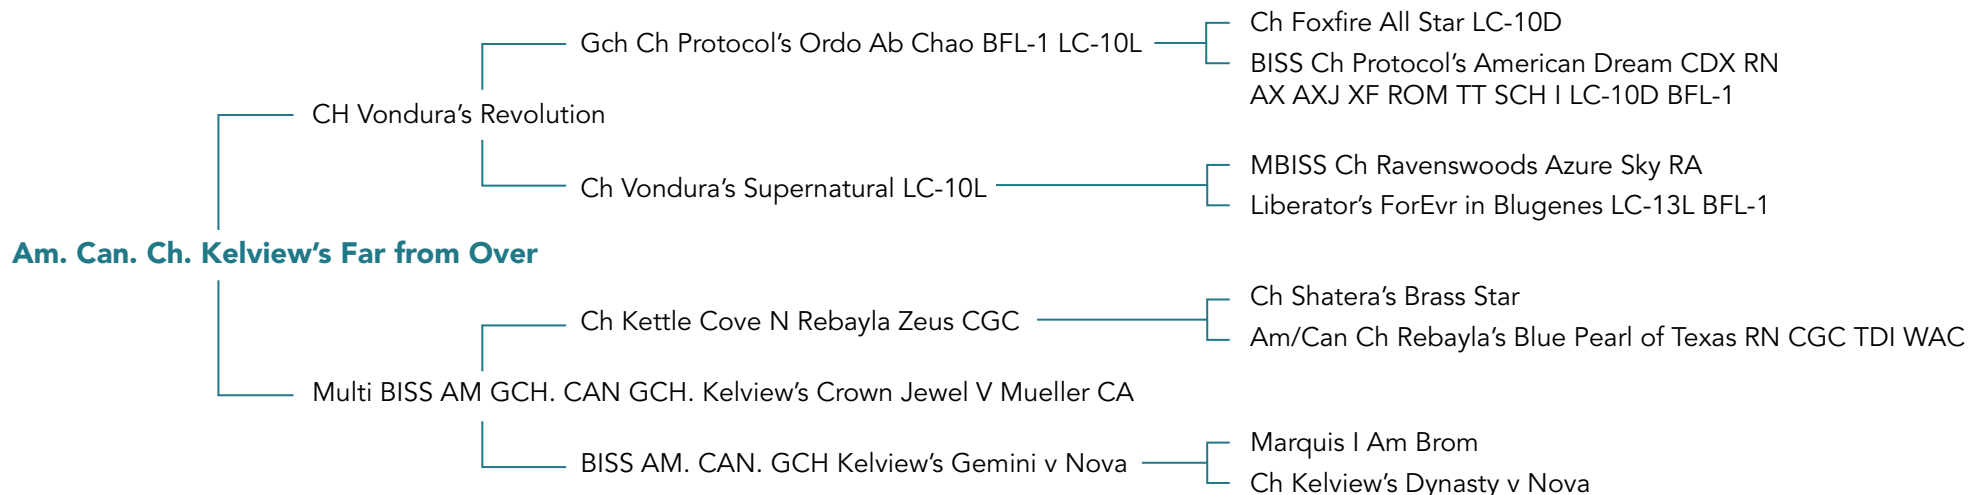 Gch Ch Protocol’s Ordo Ab Chao BFL-1 LC-10L
Ch Foxfire All Star LC-10D
BISS Ch Protocol’s American Dream CDX RN
AX AXJ XF ROM TT SCH I LC-10D BFL-1
CH Vondura’s Revolution
Ch Vondura’s Supernatural LC-10L
MBISS Ch Ravenswoods Azure Sky RA
Liberator’s ForEvr in Blugenes LC-13L BFL-1
Am. Can. Ch. Kelview’s Far from Over
Ch Kettle Cove N Rebayla Zeus CGC
Ch Shatera’s Brass Star
Am/Can Ch Rebayla’s Blue Pearl of Texas RN CGC TDI WAC
Multi BISS AM GCH. CAN GCH. Kelview’s Crown Jewel V Mueller CA
BISS AM. CAN. GCH Kelview’s Gemini v Nova
Marquis I Am Brom
Ch Kelview’s Dynasty v Nova